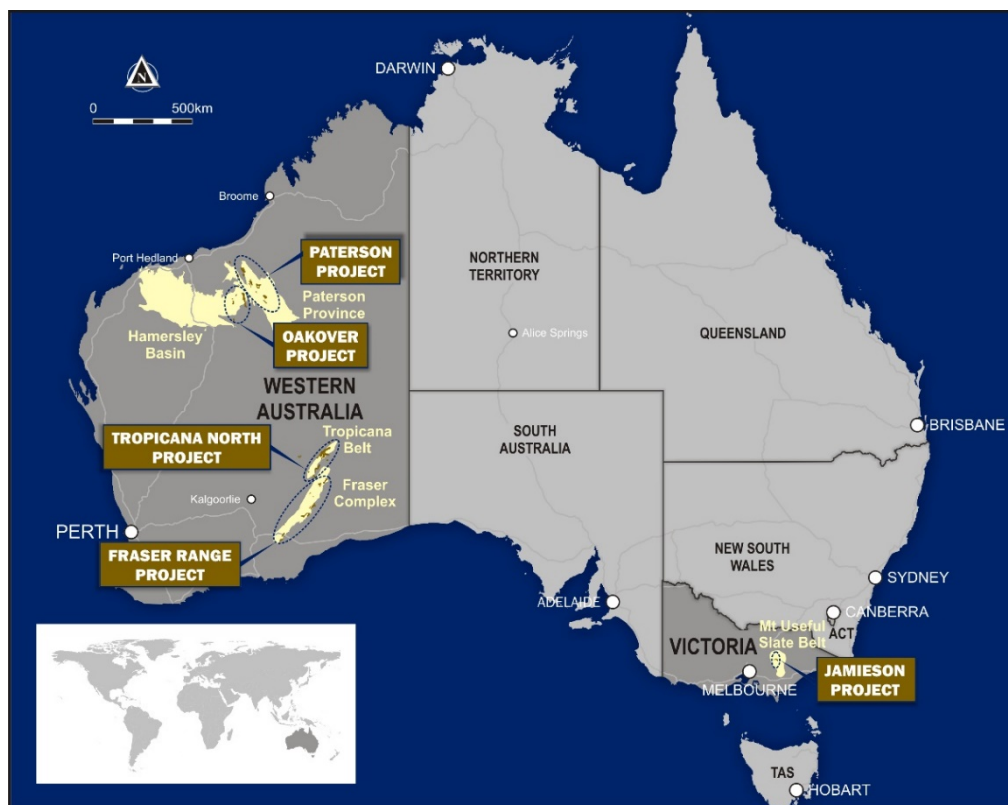 DARWIN
N
0 500km
Broome
Port Hedland
PATERSON
PROJECT
Paterson
Province
Hamersley
Basin
OAKOVER
PROJECT
NORTHERN
TERRITORY
Alice Springs
QUEENSLAND
WESTERN
AUSTRALIA
TROPICANA NORTH
PROJECT
Tropicana
Belt
SOUTH
AUSTRALIA
BRISBANE
Kalgoorlie
Fraser
Complex
PERTH
FRASER RANGE
PROJECT
NEW SOUTH
WALES
SYDNEY
ADELAIDE
CANBERRA
ACT
Mt Useful
Slate Belt
VICTORIA
MELBOURNE
JAMIESON
PROJECT
TAS
HOBART